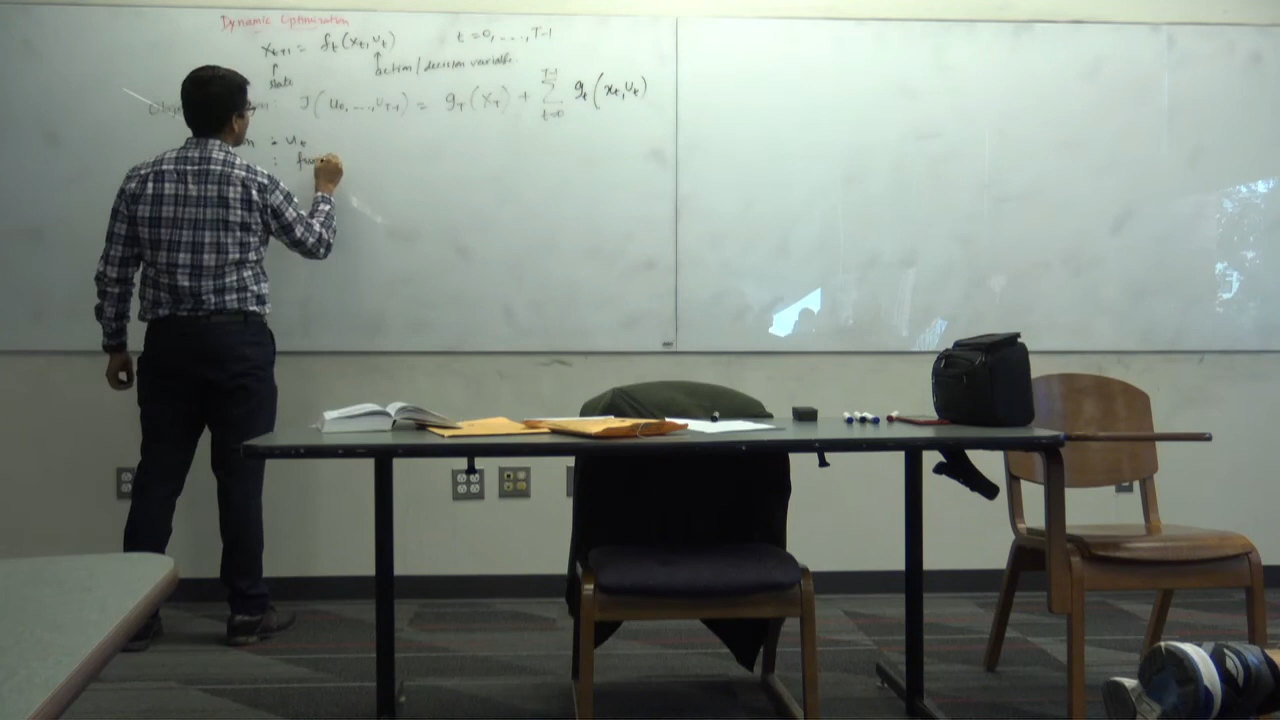 Dynamic Optimization
x_{t+1} = f_t(x_t, u_t) t = 0, ..., T-1
↑ state ↑ action / decision variable.
: J(u_0, ..., u_{T-1}) = g_T(x_T) + \sum_{t=0}^{T-1} g_t(x_t, u_t)
: u_t
: